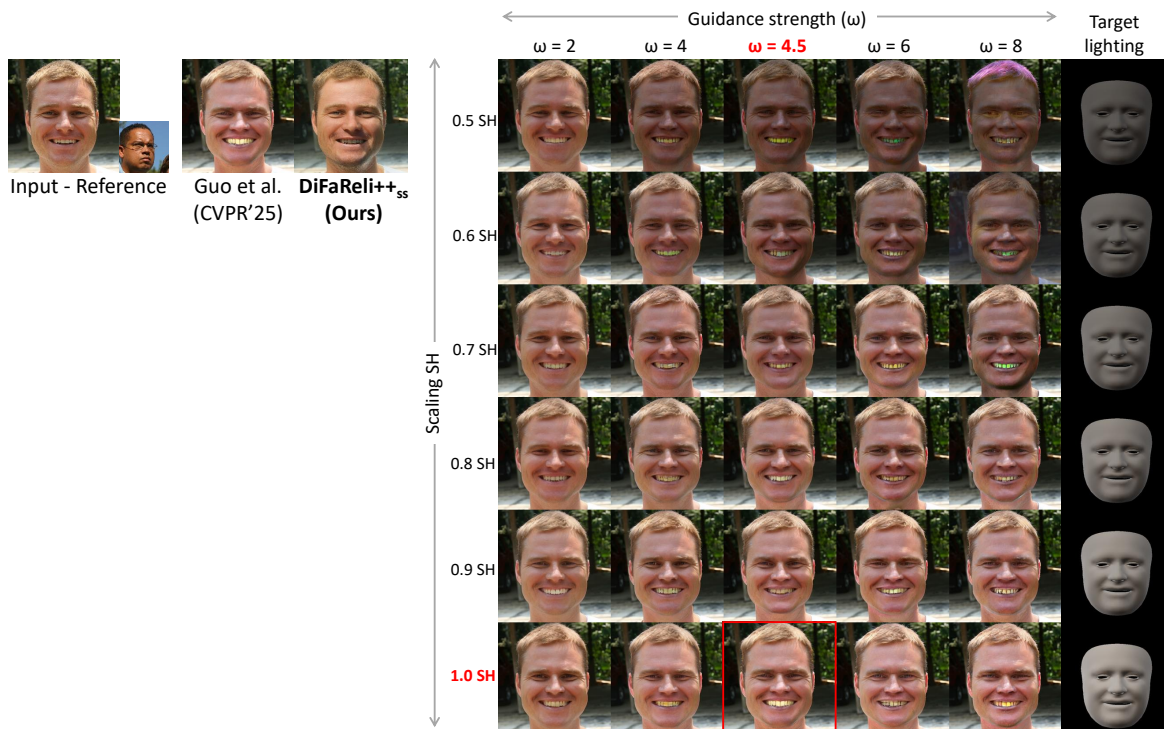 Guidance strength (ω)
Target
lighting
ω = 2
ω = 4
ω = 4.5
ω = 6
ω = 8
Input - Reference
Guo et al.
(CVPR'25)
DiFaReli++ss
(Ours)
Scaling SH
0.5 SH
0.6 SH
0.7 SH
0.8 SH
0.9 SH
1.0 SH